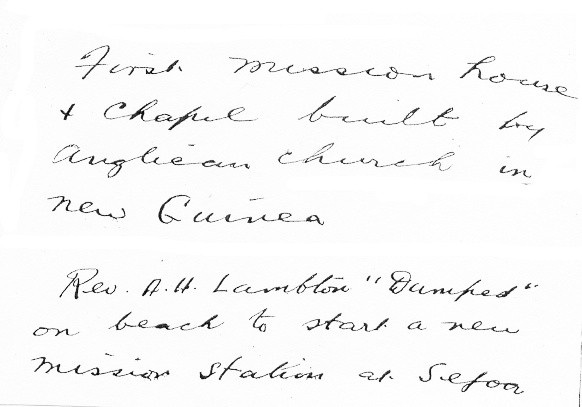 First mission house
& Chapel built by
Anglican church in
new Guinea
Rev. A.H. Lambton "Dumped"
on beach to start a new
mission station at Sefoa